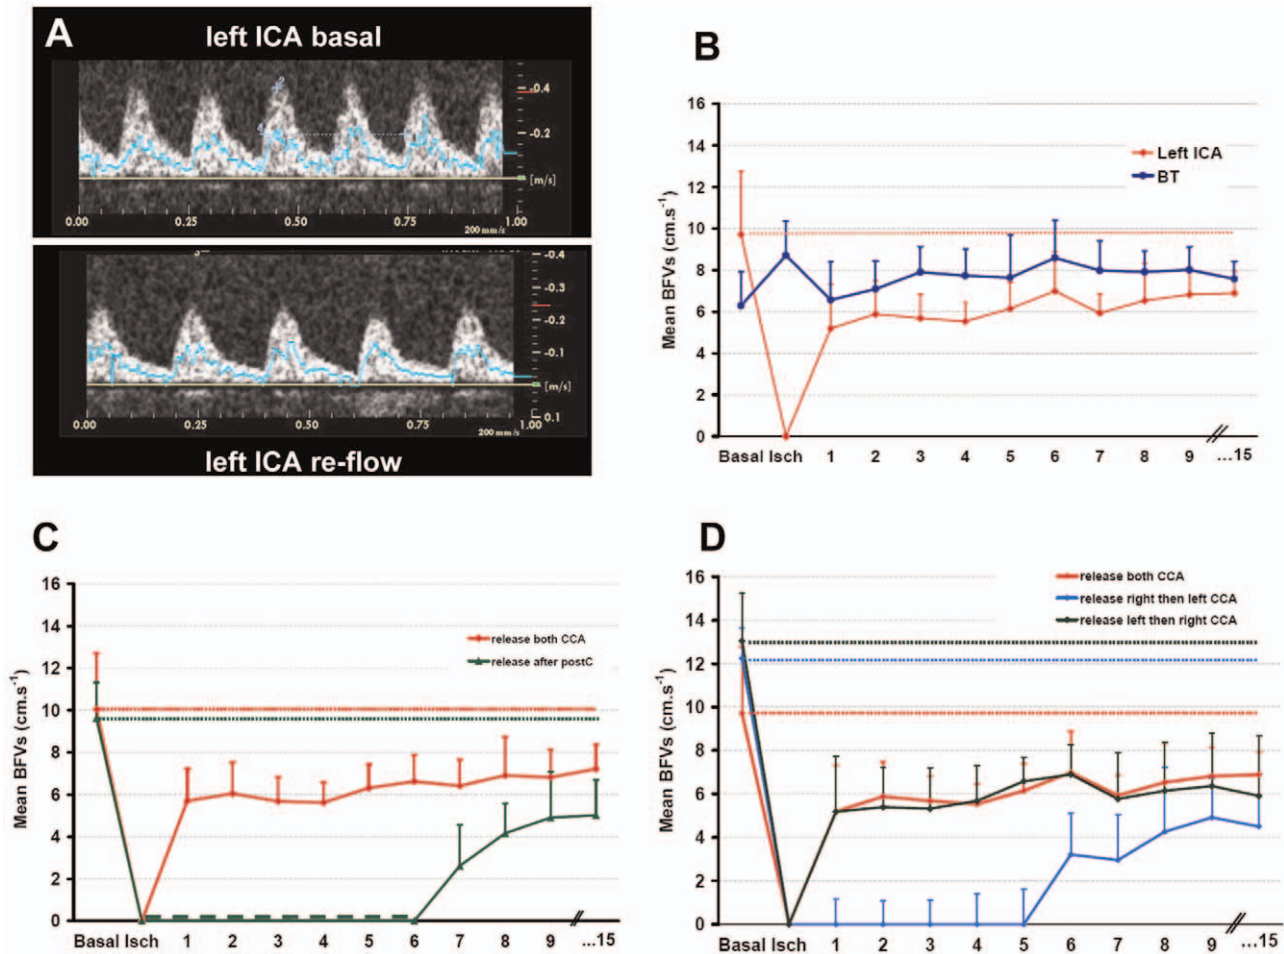 A
left ICA basal
-0.4
-0.2
[m/s]
0.00 0.25 0.50 0.75 1.00
200 mm/s
-0.4
-0.3
-0.2
-0.1
[m/s]
0.1
0.00 0.25 0.50 0.75 1.00
200 mm/s
left ICA re-flow
B
Mean BFVs (cm.s⁻¹)
16
14
12
10
8
6
4
2
0
Left ICA
BT
Basal Isch 1 2 3 4 5 6 7 8 9 ...15
C
Mean BFVs (cm.s⁻¹)
16
14
12
10
8
6
4
2
0
release both CCA
release after postC
Basal Isch 1 2 3 4 5 6 7 8 9 ...15
D
Mean BFVs (cm.s⁻¹)
16
14
12
10
8
6
4
2
0
release both CCA
release right then left CCA
release left then right CCA
Basal Isch 1 2 3 4 5 6 7 8 9 ...15